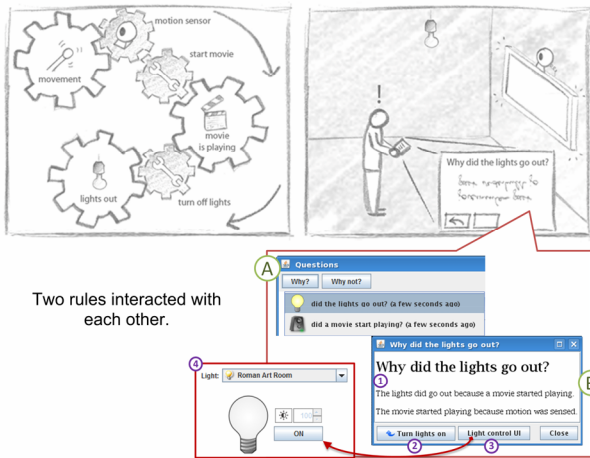 motion sensor
movement
start movie
movie
is playing
lights out
turn off lights
!
Why did the lights go out?
Two rules interacted with
each other.
A
Questions
Why?
Why not?
did the lights go out? (a few seconds ago)
did a movie start playing? (a few seconds ago)
4
Light:
Roman Art Room
100
ON
B
Why did the lights go out?
Why did the lights go out?
1
The lights did go out because a movie started playing.
The movie started playing because motion was sensed.
Turn lights on
Light control UI
Close
2
3